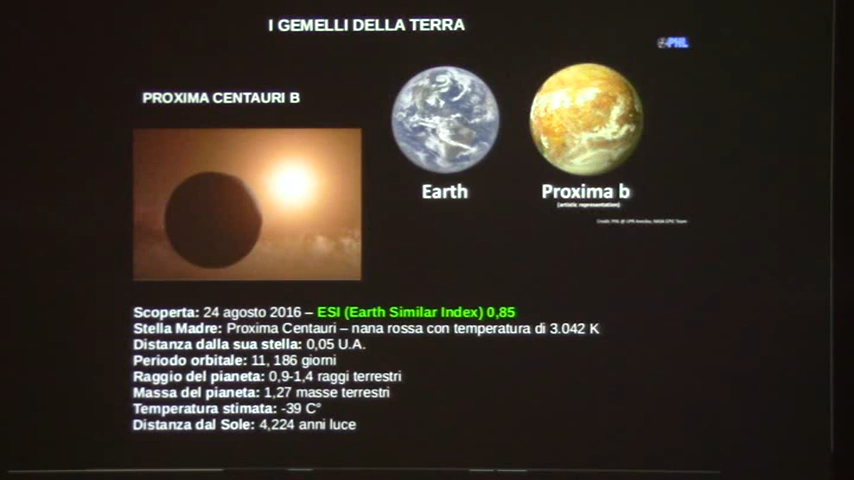 I GEMELLI DELLA TERRA
PHL
PROXIMA CENTAURI B
Earth
Proxima b
(artistic representation)
Scoperta: 24 agosto 2016 – ESI (Earth Similar Index) 0,85
Stella Madre: Proxima Centauri – nana rossa con temperatura di 3.042 K
Distanza dalla sua stella: 0,05 U.A.
Periodo orbitale: 11, 186 giorni
Raggio del pianeta: 0,9-1,4 raggi terrestri
Massa del pianeta: 1,27 masse terrestri
Temperatura stimata: -39 C°
Distanza dal Sole: 4,224 anni luce